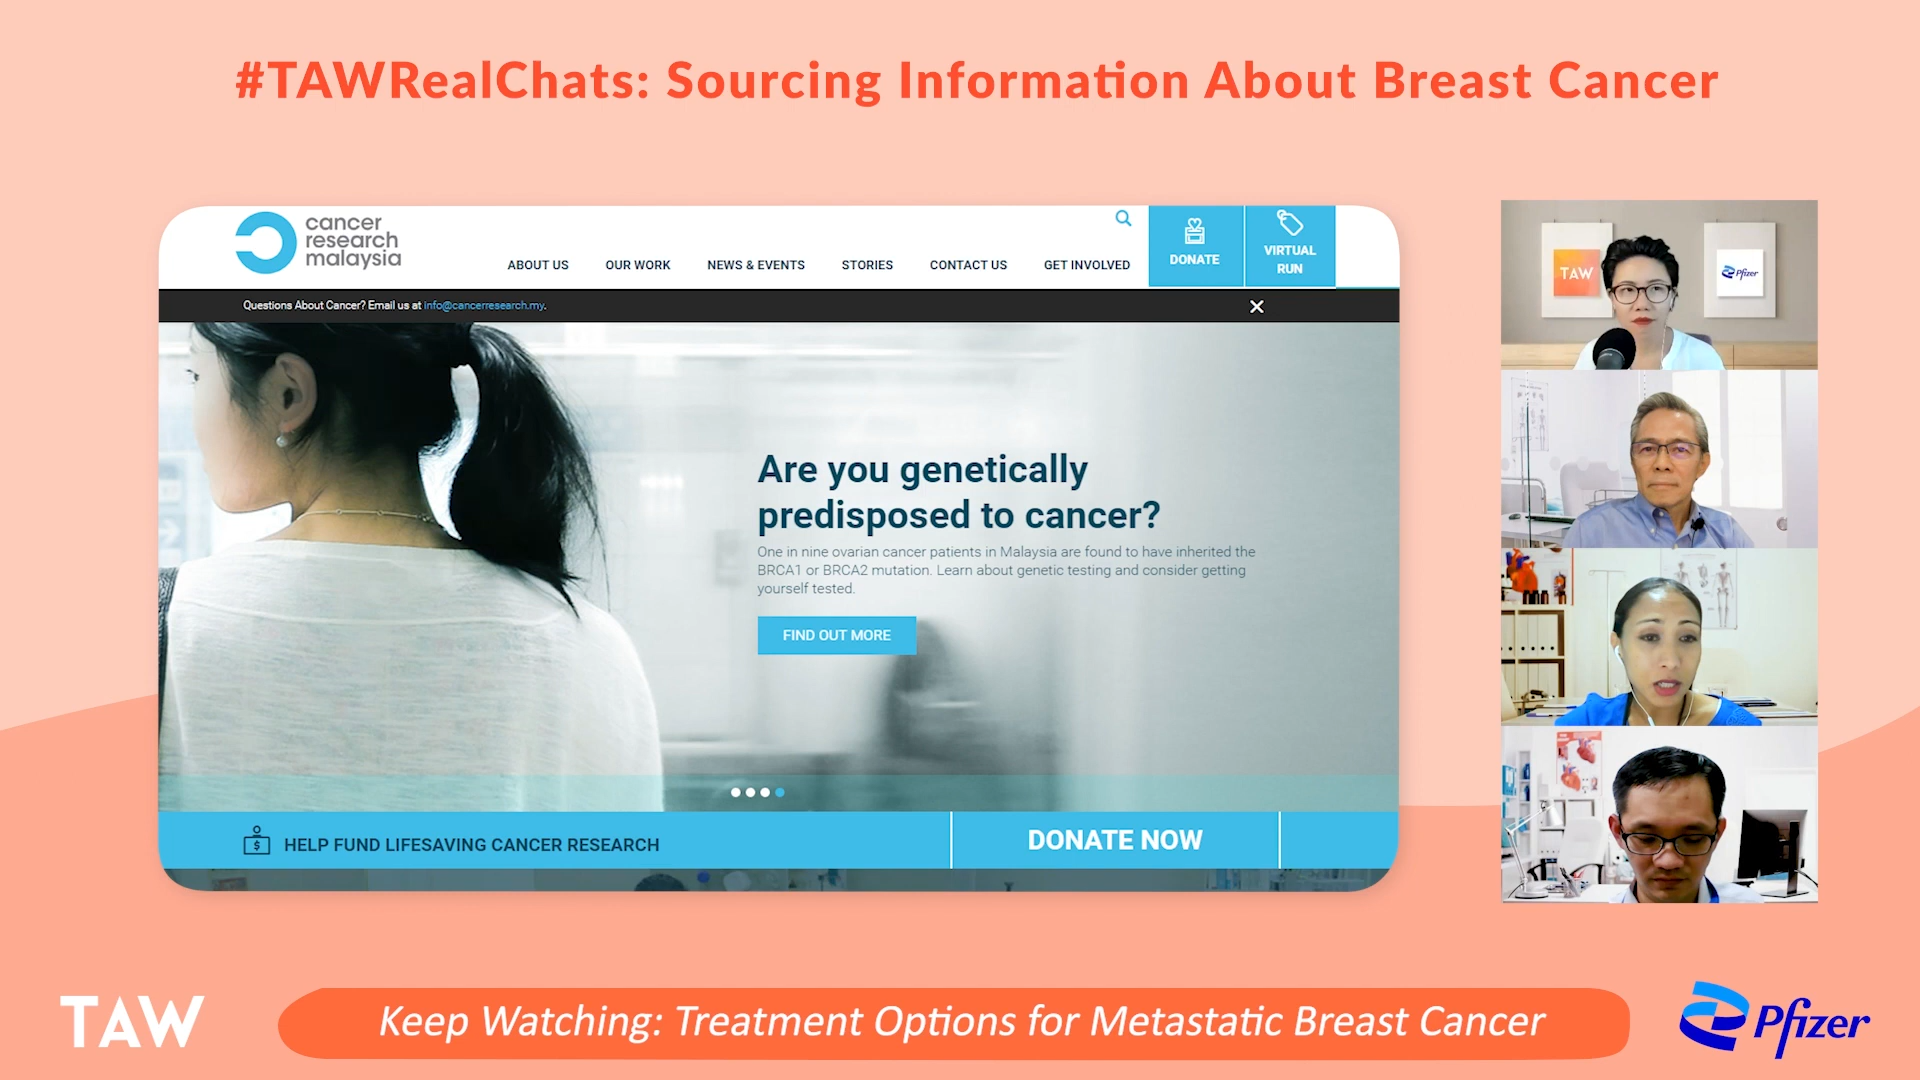 #TAWRealChats: Sourcing Information About Breast Cancer
cancer
research
malaysia
ABOUT US
OUR WORK
NEWS & EVENTS
STORIES
CONTACT US
GET INVOLVED
DONATE
VIRTUAL
RUN
Questions About Cancer? Email us at info@cancerresearch.my.
Are you genetically
predisposed to cancer?
One in nine ovarian cancer patients in Malaysia are found to have inherited the
BRCA1 or BRCA2 mutation. Learn about genetic testing and consider getting
yourself tested.
FIND OUT MORE
HELP FUND LIFESAVING CANCER RESEARCH
DONATE NOW
TAW
Pfizer
TAW
Keep Watching: Treatment Options for Metastatic Breast Cancer
Pfizer